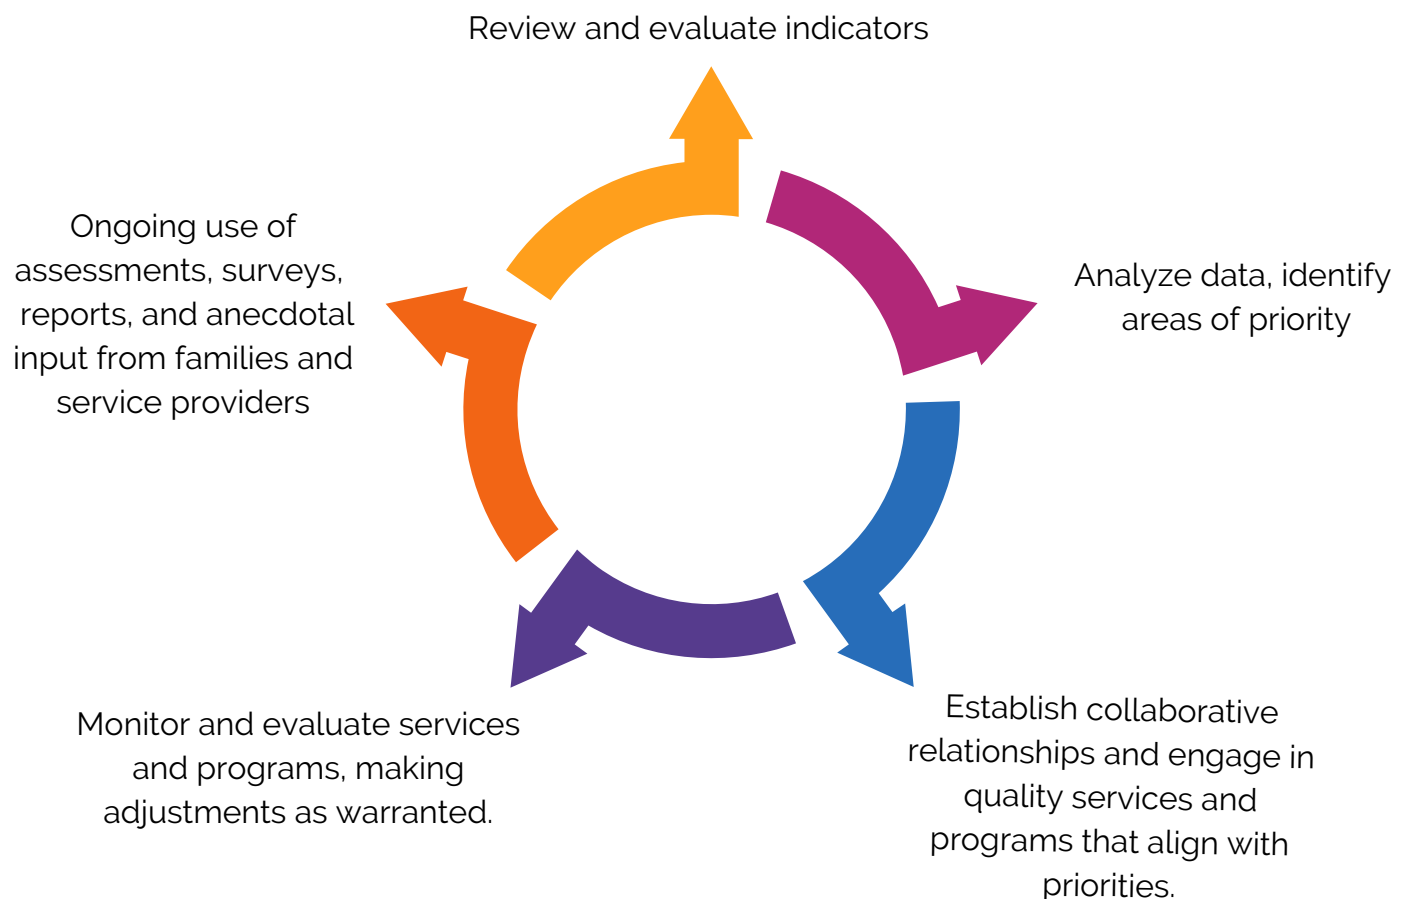 Review and evaluate indicators
Analyze data, identify
areas of priority
Establish collaborative
relationships and engage in
quality services and
programs that align with
priorities.
Monitor and evaluate services
and programs, making
adjustments as warranted.
Ongoing use of
assessments, surveys,
reports, and anecdotal
input from families and
service providers